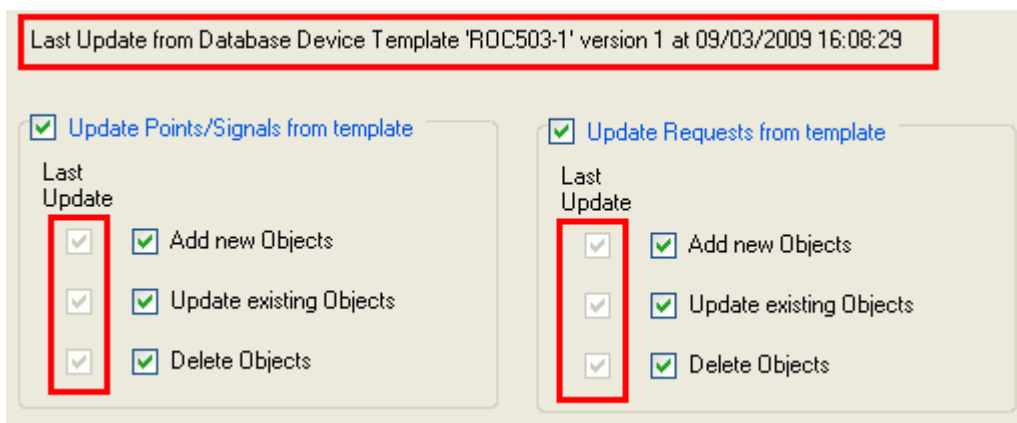 Last Update from Database Device Template 'ROC503-1' version 1 at 09/03/2009 16:08:29
Update Points/Signals from template
Last
Update
Add new Objects
Update existing Objects
Delete Objects
Update Requests from template
Last
Update
Add new Objects
Update existing Objects
Delete Objects